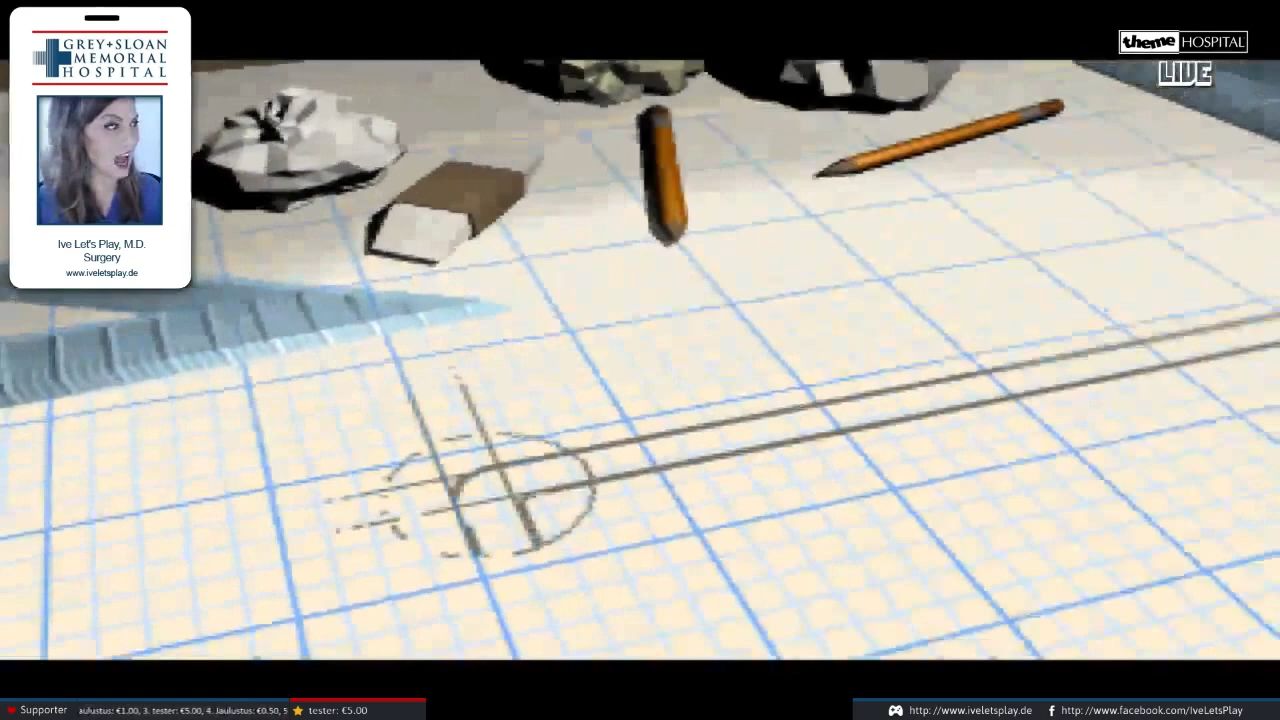 GREY+SLOAN
MEMORIAL
HOSPITAL
Ive Let's Play, M.D.
Surgery
www.iveletsplay.de
theme HOSPITAL
LIVE
Supporter
aulustus: €1.00, 3. tester: €5.00, 4. Jaulustus: €0.50, 5
tester: €5.00
http://www.iveletsplay.de
http://www.facebook.com/IveLetsPlay